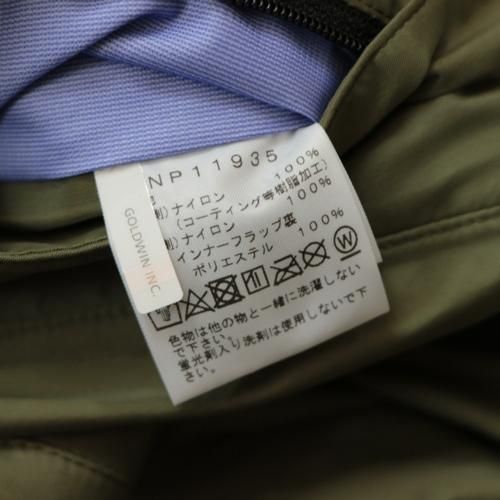 NP11935
ナイロン 100%
(コーティング等樹脂加工)
ナイロン 100%
インナーフラップ裏
ポリエステル 100%
GOLDWIN INC.
W
色物は他の物と一緒に洗濯しない
で下さい。
蛍光剤入り洗剤は使用しないで下
さい。